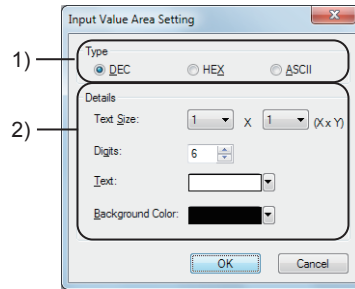 Input Value Area Setting
1)
Type
DEC HEX ASCII
2)
Details
Text Size: 1 X 1 (X x Y)
Digits: 6
Text:
Background Color:
OK Cancel